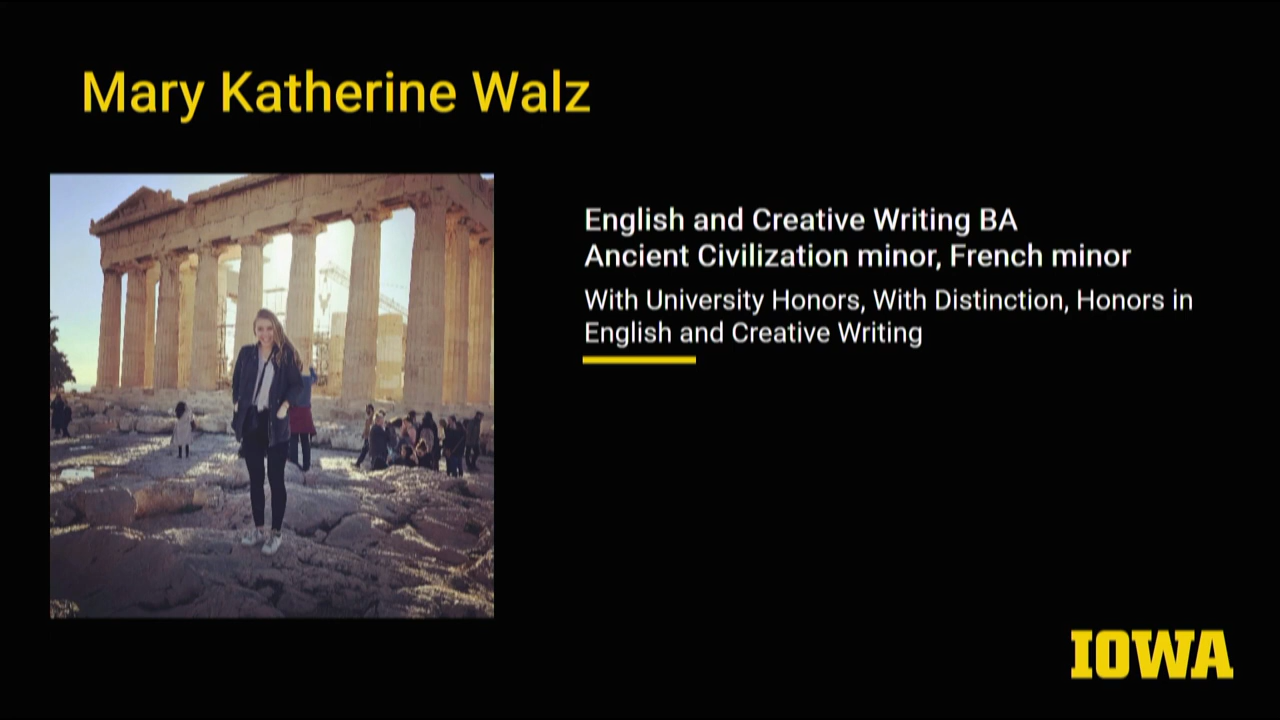 Mary Katherine Walz
English and Creative Writing BA
Ancient Civilization minor, French minor
With University Honors, With Distinction, Honors in
English and Creative Writing
IOWA